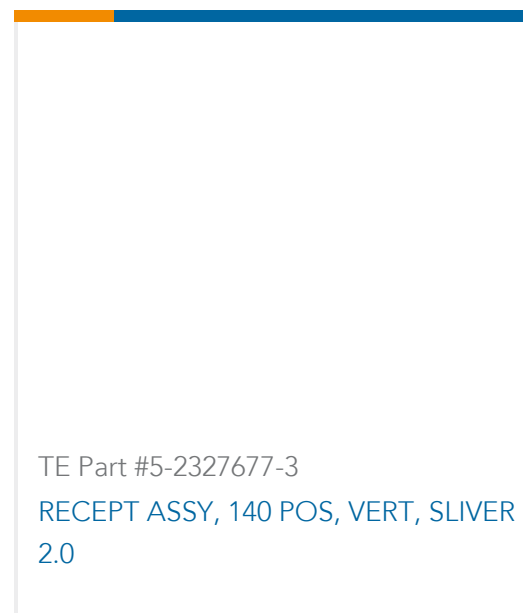 TE Part #5-2327677-3
RECEPT ASSY, 140 POS, VERT, SLIVER
2.0